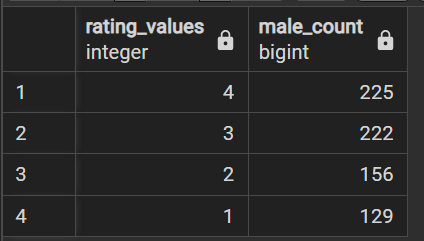 rating_values male_count
integer bigint
1 4 225
2 3 222
3 2 156
4 1 129